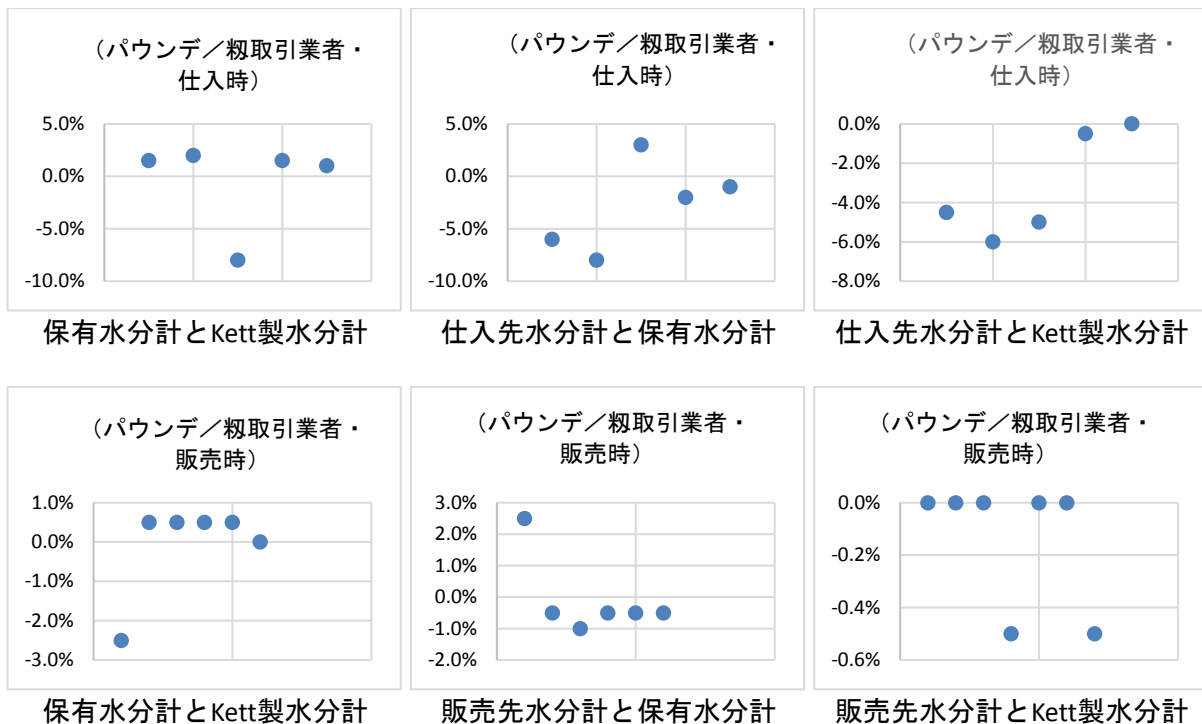 （パウンデ／籾取引業者・
仕入時）
5.0%
0.0%
-5.0%
-10.0%
保有水分計とKett製水分計
（パウンデ／籾取引業者・
仕入時）
5.0%
0.0%
-5.0%
-10.0%
仕入先水分計と保有水分計
（パウンデ／籾取引業者・
仕入時）
0.0%
-2.0%
-4.0%
-6.0%
-8.0%
仕入先水分計とKett製水分計
（パウンデ／籾取引業者・
販売時）
1.0%
0.0%
-1.0%
-2.0%
-3.0%
保有水分計とKett製水分計
（パウンデ／籾取引業者・
販売時）
3.0%
2.0%
1.0%
0.0%
-1.0%
-2.0%
販売先水分計と保有水分計
（パウンデ／籾取引業者・
販売時）
0.0%
-0.2%
-0.4%
-0.6%
販売先水分計とKett製水分計